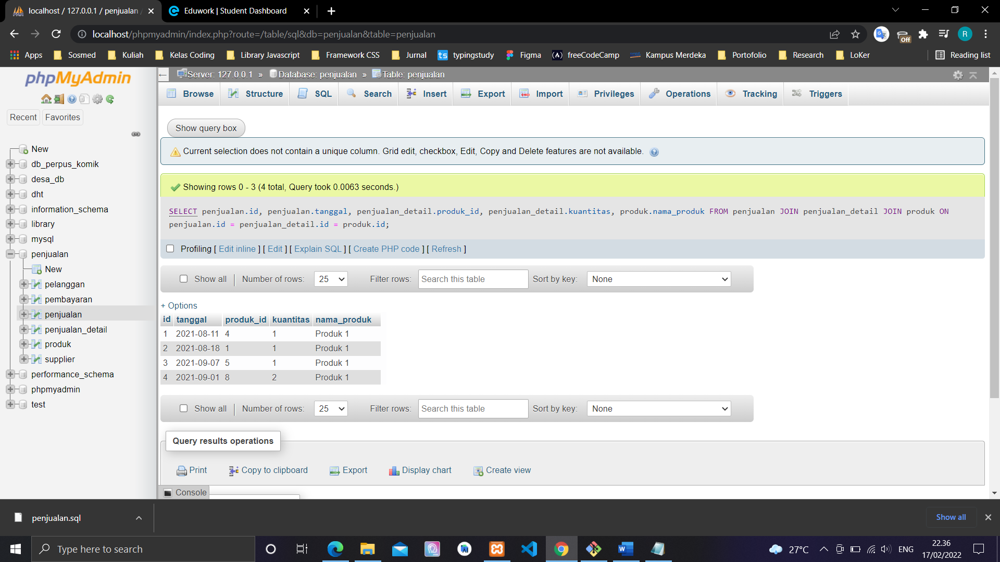 localhost / 127.0.0.1 / penjualan
Eduwork | Student Dashboard
localhost/phpmyadmin/index.php?route=/table/sql&db=penjualan&table=penjualan
Off
R
Apps
Sosmed
Kuliah
Kelas Coding
Library Javascript
Framework CSS
Jurnal
ts typingstudy
Figma
freeCodeCamp
Kampus Merdeka
Portofolio
Research
LoKer
Reading list
phpMyAdmin
Recent
Favorites
New
db_perpus_komik
desa_db
dht
information_schema
library
mysql
penjualan
New
pelanggan
pembayaran
penjualan
penjualan_detail
produk
supplier
performance_schema
phpmyadmin
test
Server: 127.0.0.1 » Database: penjualan » Table: penjualan
Browse
Structure
SQL
Search
Insert
Export
Import
Privileges
Operations
Tracking
Triggers
Show query box
Current selection does not contain a unique column. Grid edit, checkbox, Edit, Copy and Delete features are not available.
Showing rows 0 - 3 (4 total, Query took 0.0063 seconds.)
SELECT penjualan.id, penjualan.tanggal, penjualan_detail.produk_id, penjualan_detail.kuantitas, produk.nama_produk FROM penjualan JOIN penjualan_detail JOIN produk ON
penjualan.id = penjualan_detail.id = produk.id;
Profiling [ Edit inline ] [ Edit ] [ Explain SQL ] [ Create PHP code ] [ Refresh ]
Show all | Number of rows: 25 Filter rows: Search this table Sort by key: None
+ Options
id tanggal produk_id kuantitas nama_produk
1 2021-08-11 4 1 Produk 1
2 2021-08-18 1 1 Produk 1
3 2021-09-07 5 1 Produk 1
4 2021-09-01 8 2 Produk 1
Show all | Number of rows: 25 Filter rows: Search this table Sort by key: None
Query results operations
Print
Copy to clipboard
Export
Display chart
Create view
Console
penjualan.sql
Show all
Type here to search
27°C
ENG
22.36
17/02/2022